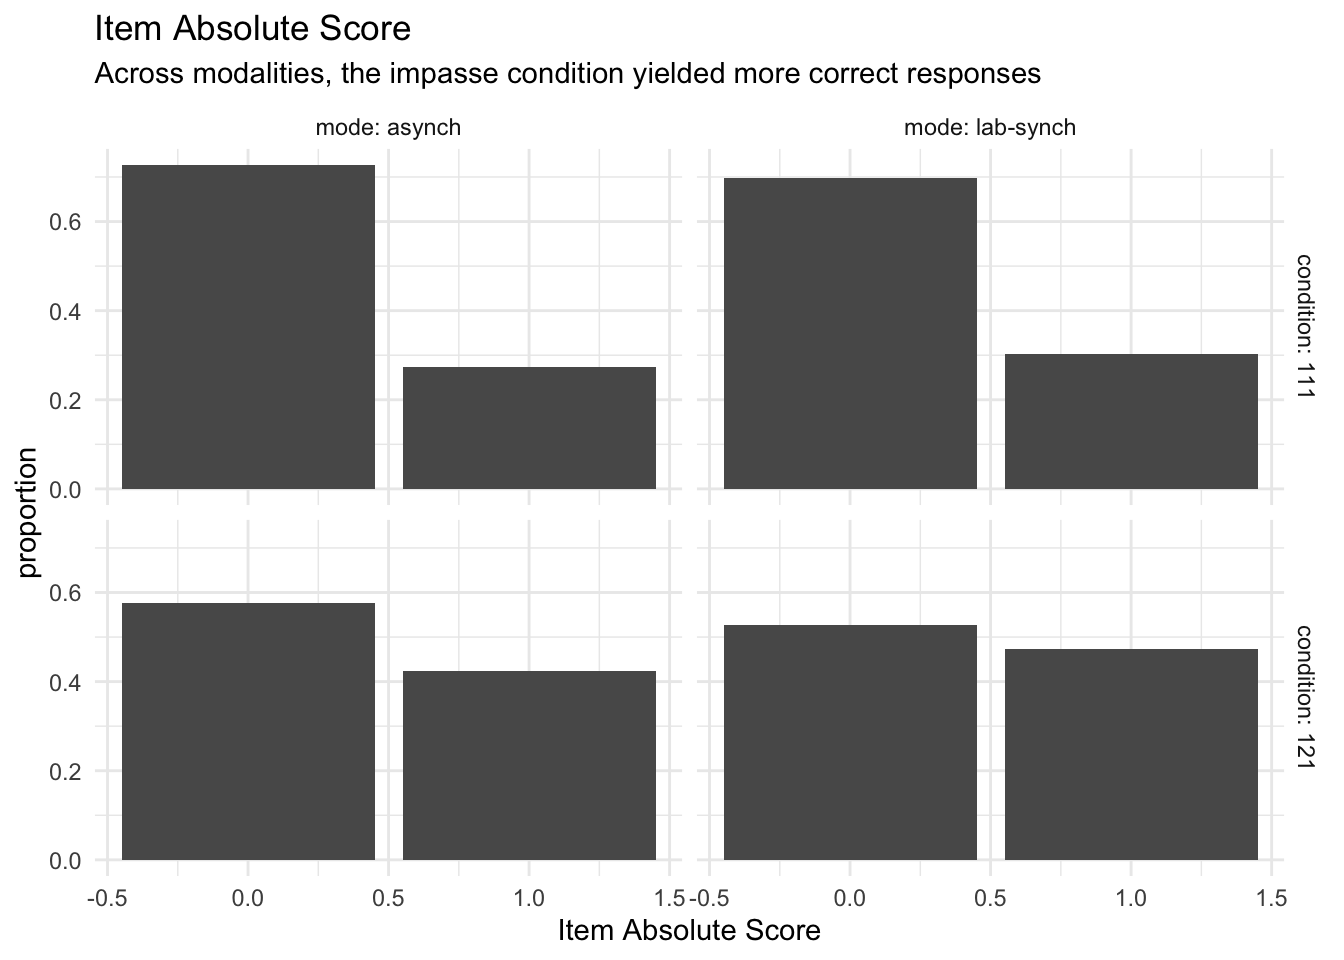 Item Absolute Score
Across modalities, the impasse condition yielded more correct responses
mode: asynch
mode: lab-synch
0.6
0.4
0.2
0.0
condition: 111
proportion
0.6
0.4
0.2
0.0
condition: 121
-0.5 0.0 0.5 1.0 1.5
-0.5 0.0 0.5 1.0 1.5
Item Absolute Score